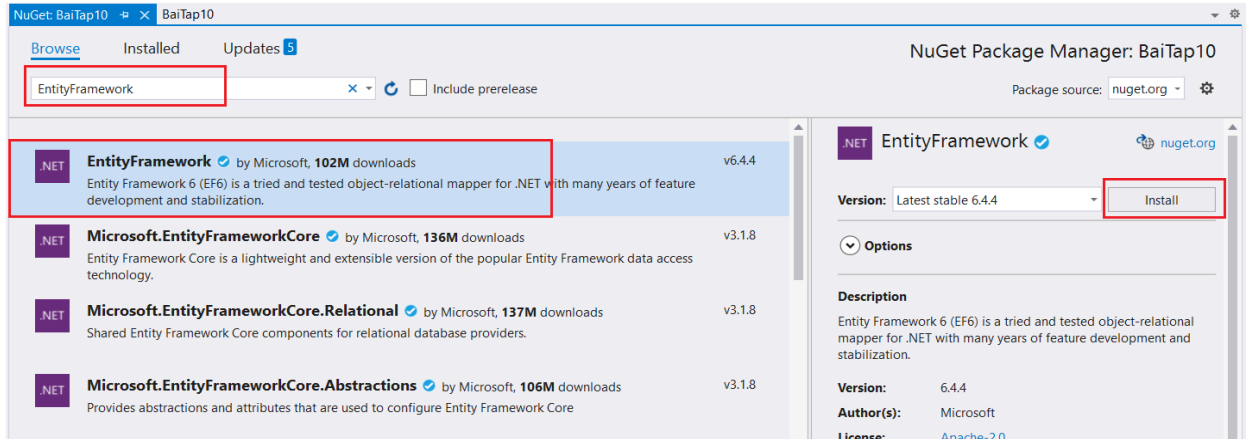 NuGet: BaiTap10
BaiTap10
Browse
Installed
Updates 5
NuGet Package Manager: BaiTap10
EntityFramework
Include prerelease
Package source: nuget.org
.NET
EntityFramework by Microsoft, 102M downloads
v6.4.4
Entity Framework 6 (EF6) is a tried and tested object-relational mapper for .NET with many years of feature
development and stabilization.
.NET
Microsoft.EntityFrameworkCore by Microsoft, 136M downloads
v3.1.8
Entity Framework Core is a lightweight and extensible version of the popular Entity Framework data access
technology.
.NET
Microsoft.EntityFrameworkCore.Relational by Microsoft, 137M downloads
v3.1.8
Shared Entity Framework Core components for relational database providers.
.NET
Microsoft.EntityFrameworkCore.Abstractions by Microsoft, 106M downloads
v3.1.8
Provides abstractions and attributes that are used to configure Entity Framework Core
.NET
EntityFramework
nuget.org
Version: Latest stable 6.4.4
Install
Options
Description
Entity Framework 6 (EF6) is a tried and tested object-relational
mapper for .NET with many years of feature development and
stabilization.
Version: 6.4.4
Author(s): Microsoft
License: Apache-2.0